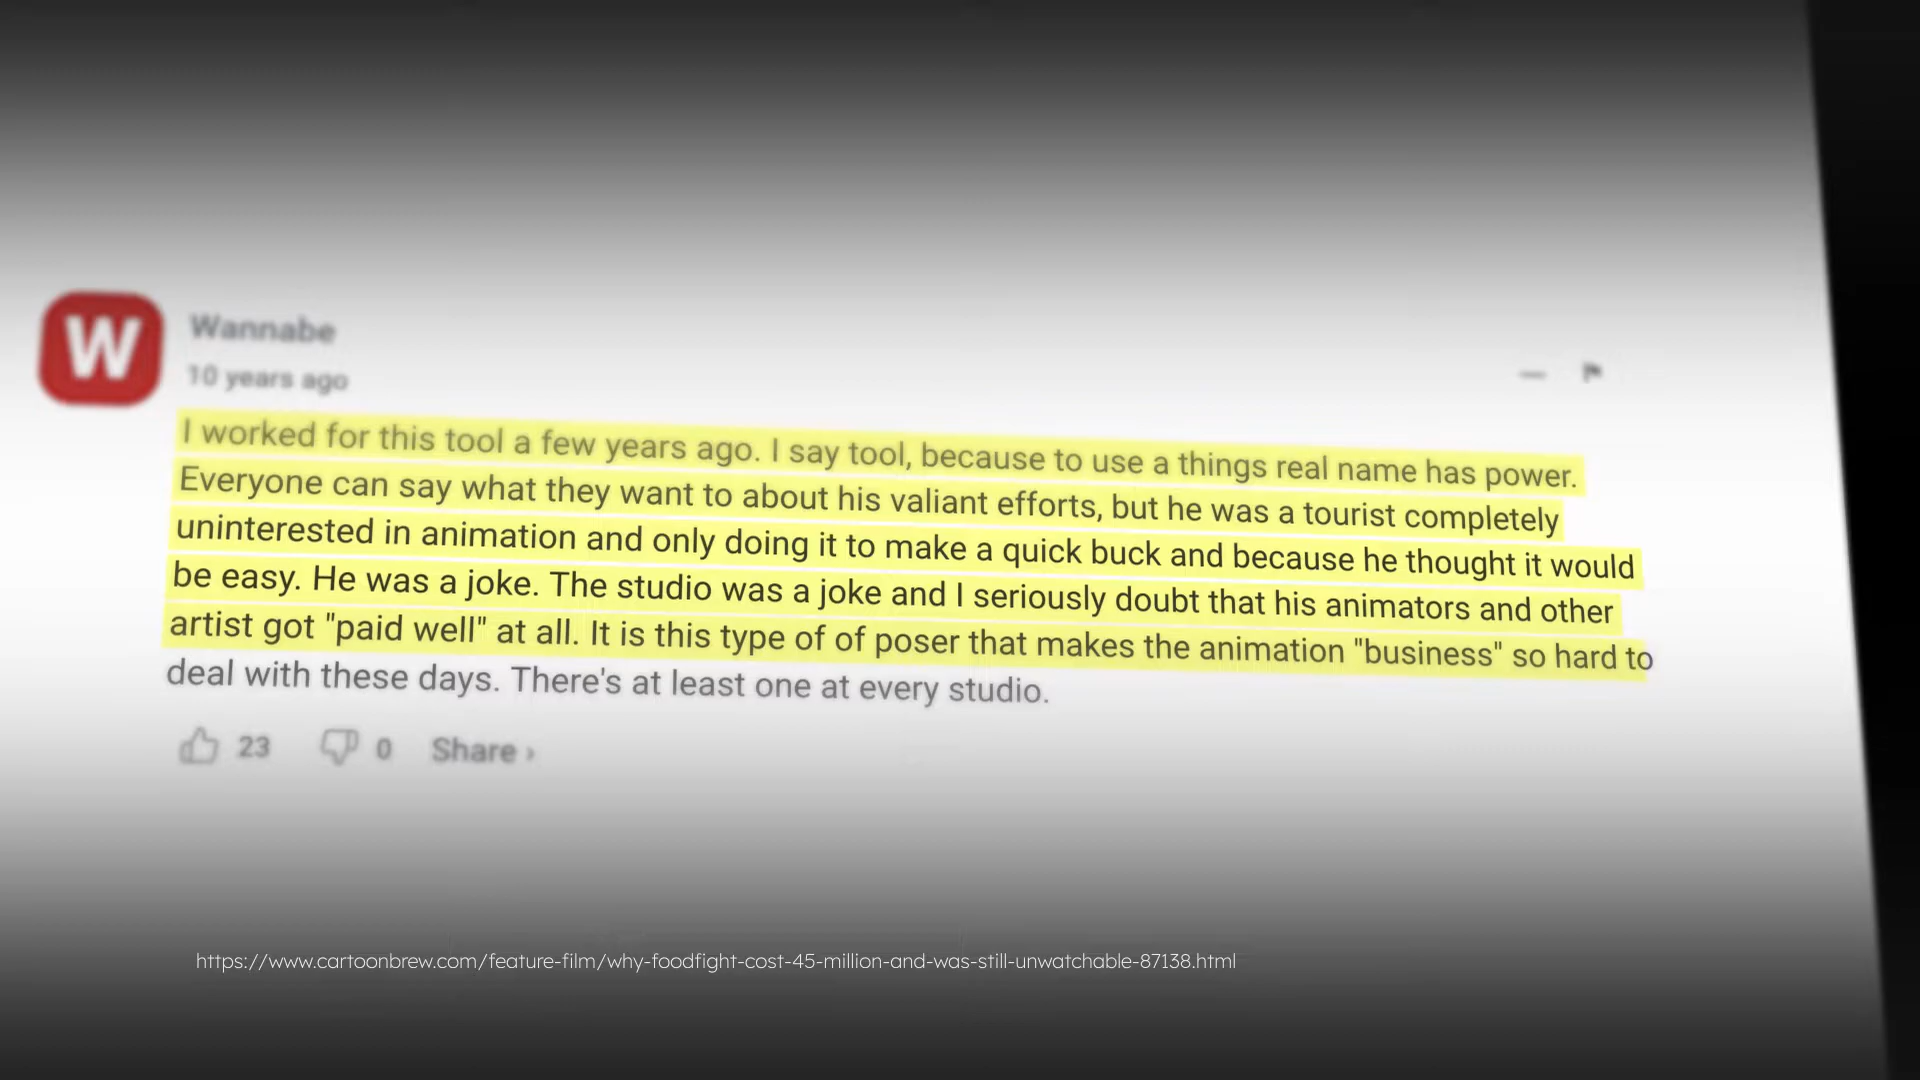 W
Wannabe
10 years ago
I worked for this tool a few years ago. I say tool, because to use a things real name has power.
Everyone can say what they want to about his valiant efforts, but he was a tourist completely
uninterested in animation and only doing it to make a quick buck and because he thought it would
be easy. He was a joke. The studio was a joke and I seriously doubt that his animators and other
artist got "paid well" at all. It is this type of of poser that makes the animation "business" so hard to
deal with these days. There's at least one at every studio.
23 0 Share ›
https://www.cartoonbrew.com/feature-film/why-foodfight-cost-45-million-and-was-still-unwatchable-87138.html